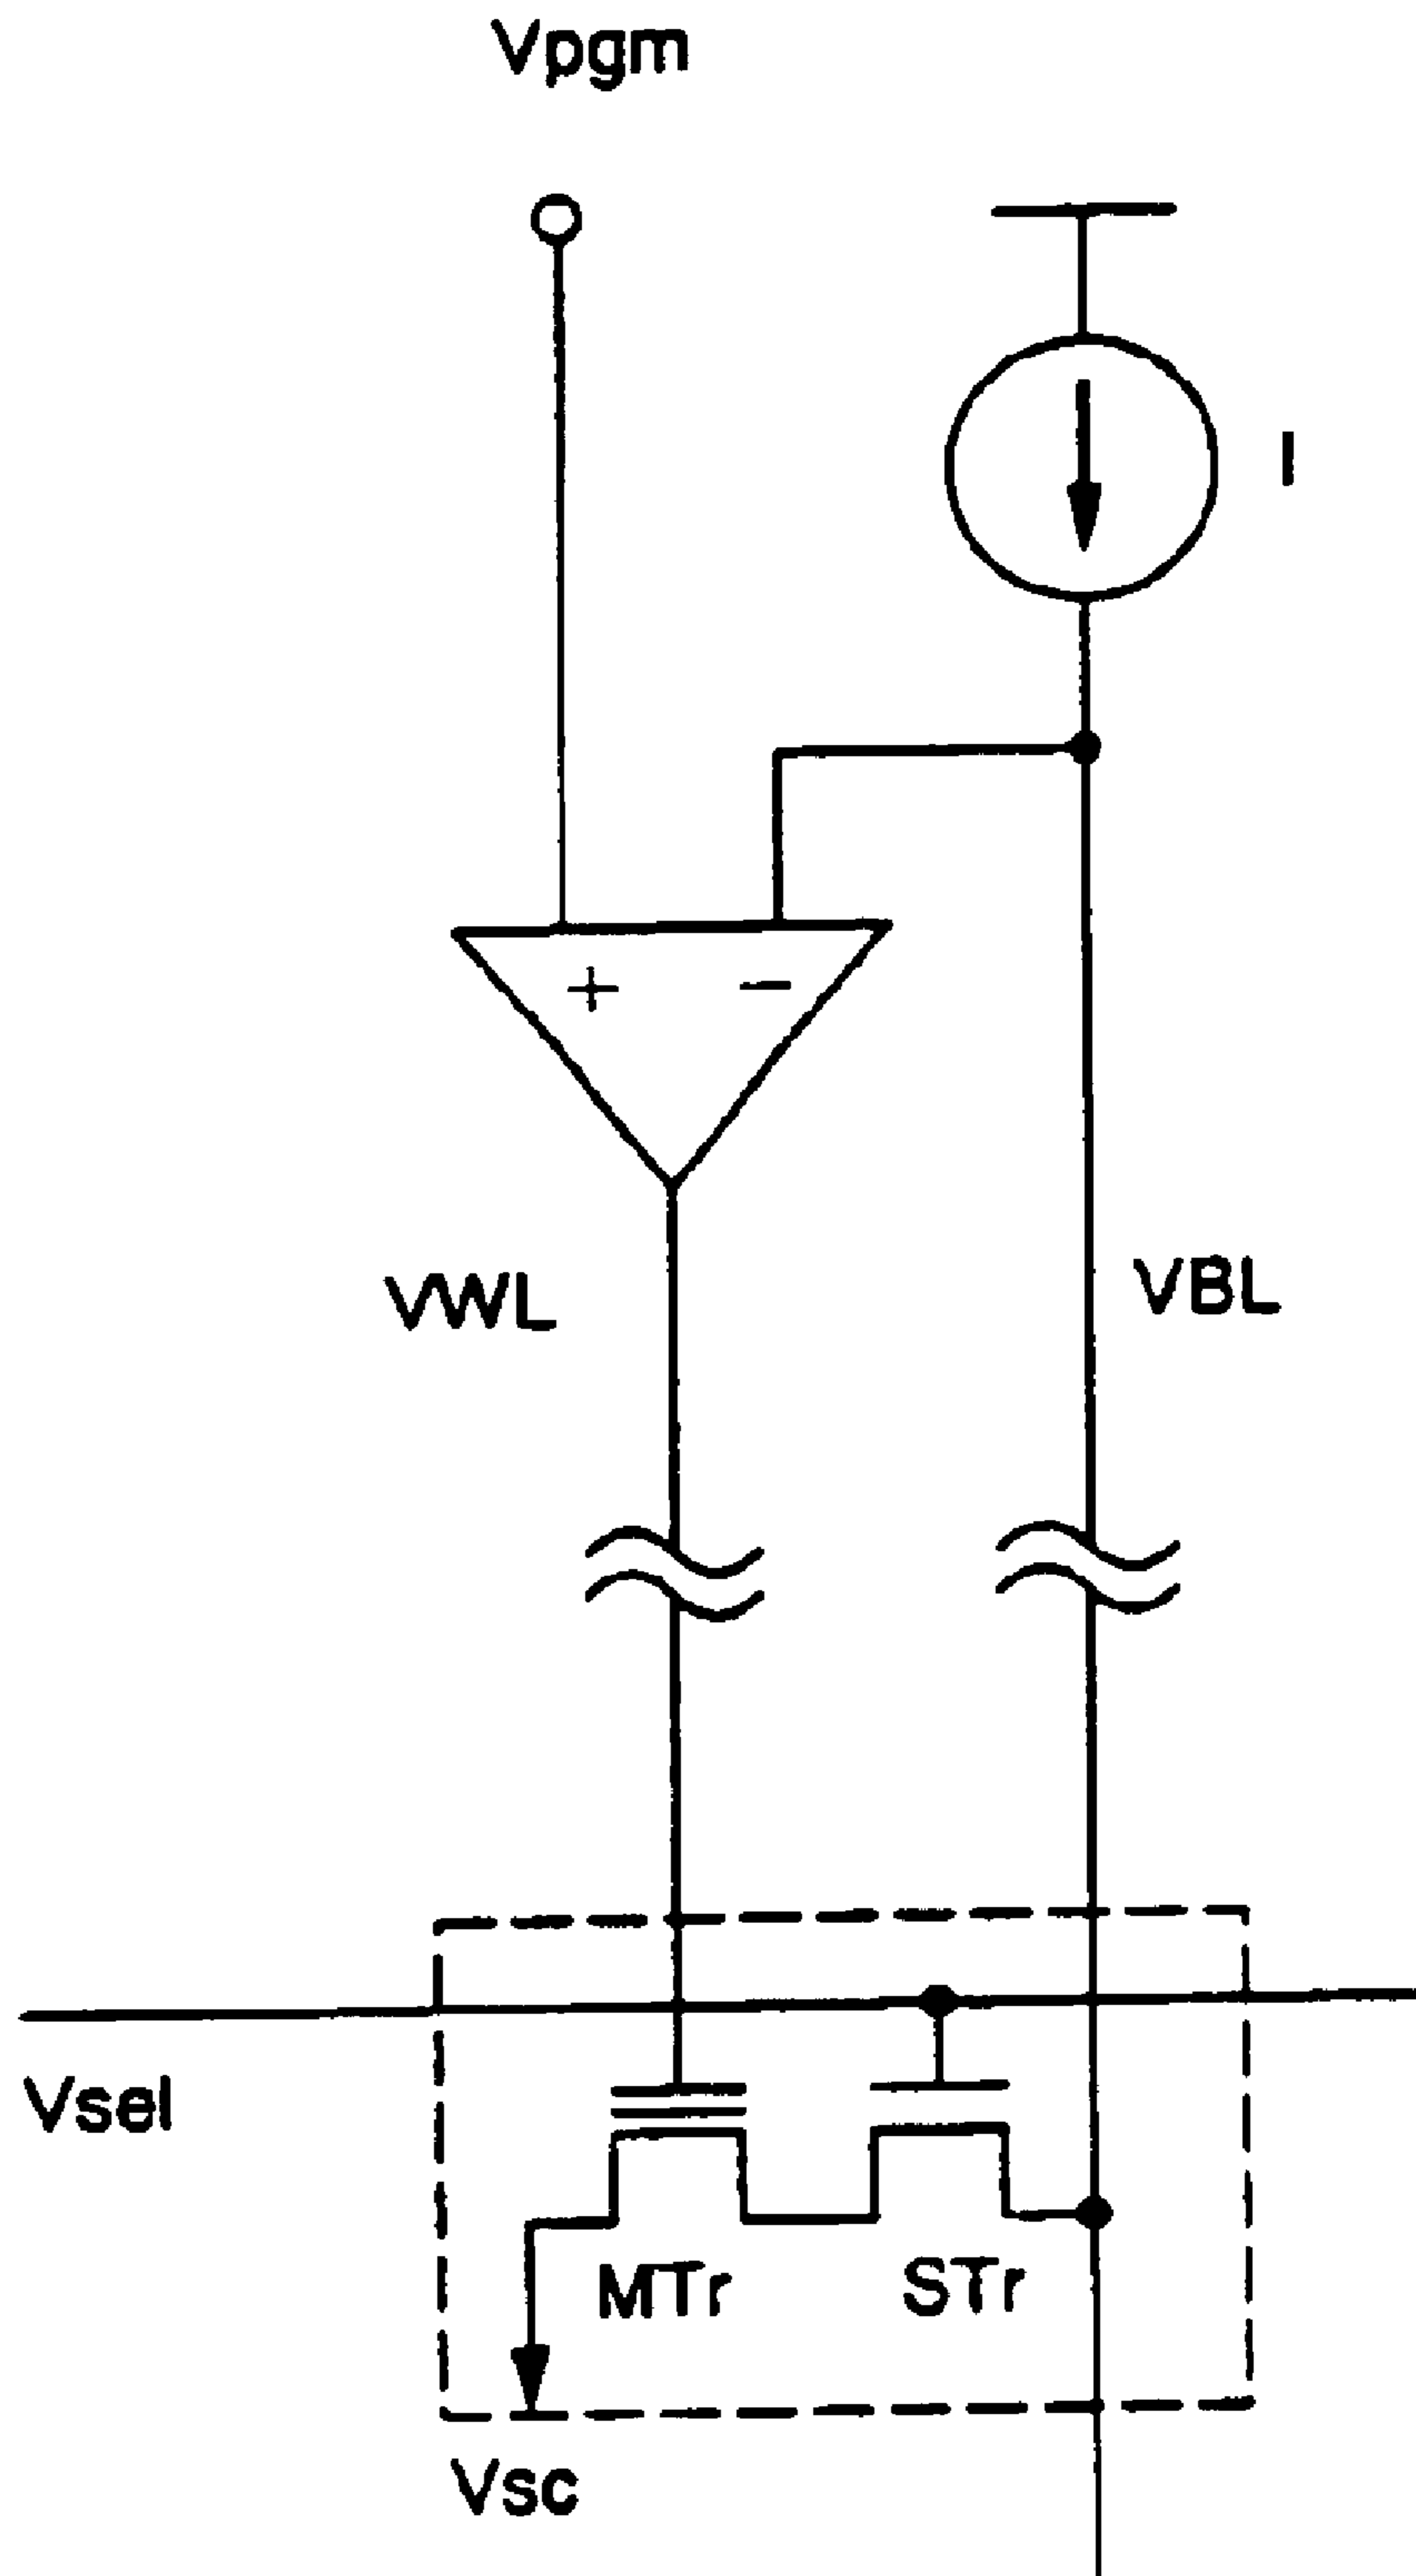 Vpgm
I
+ −
VWL
VBL
Vsel
MTr
STr
Vsc